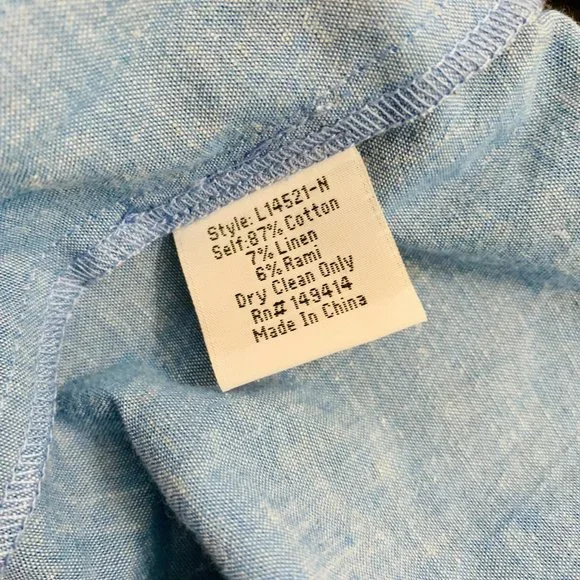 Style: L14521-N
Self:87% Cotton
7% Linen
6% Rami
Dry Clean Only
Rn# 149414
Made In China